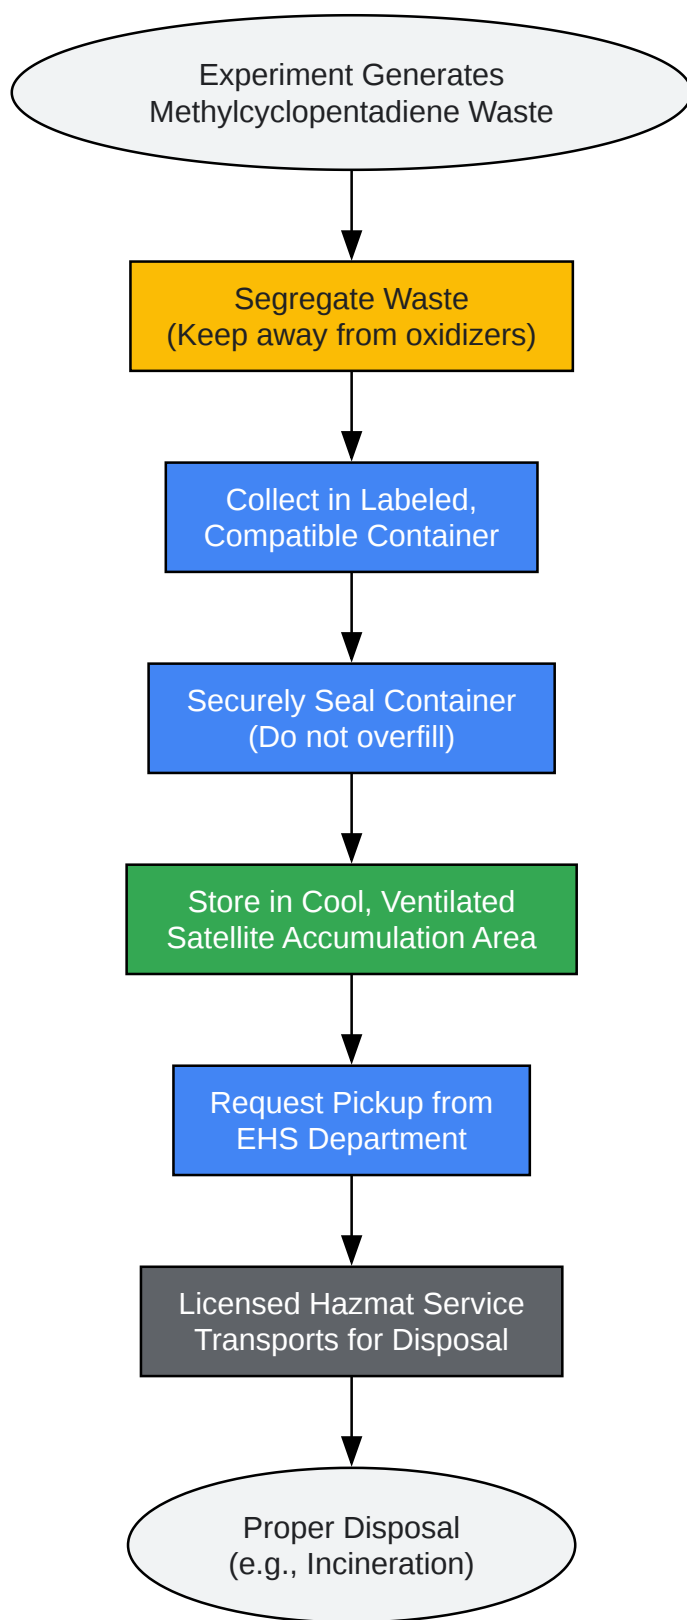 Experiment Generates
Methylcyclopentadiene Waste
Segregate Waste
(Keep away from oxidizers)
Collect in Labeled,
Compatible Container
Securely Seal Container
(Do not overfill)
Store in Cool, Ventilated
Satellite Accumulation Area
Request Pickup from
EHS Department
Licensed Hazmat Service
Transports for Disposal
Proper Disposal
(e.g., Incineration)